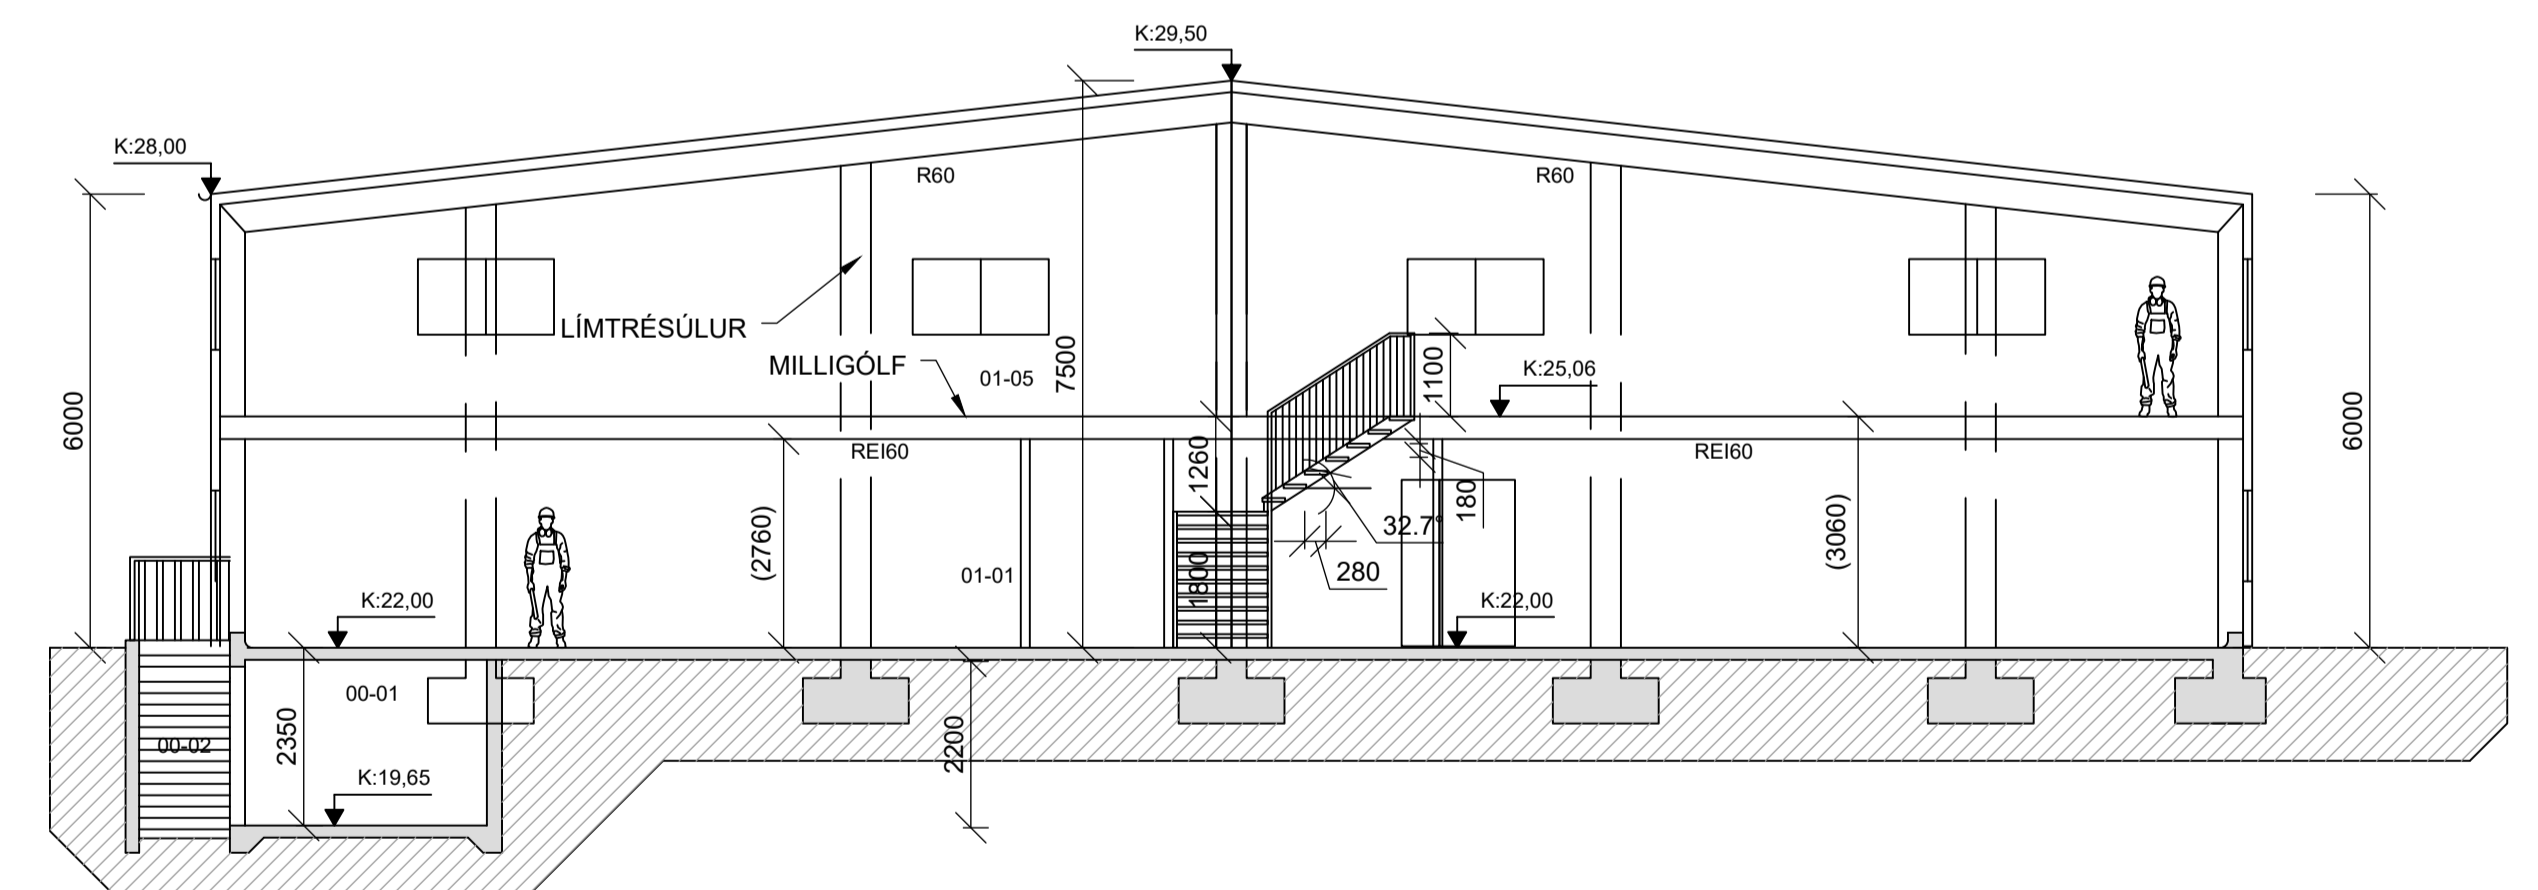 K:29,50
K:28,00
R60
R60
LÍMTRÉSÚLUR
MILLIGÓLF
01-05
7500
1100
K:25,06
6000
6000
REI60
REI60
1260
180
32.7°
(2760)
(3060)
01-01
1800
280
K:22,00
K:22,00
00-01
2350
00-02
2200
K:19,65